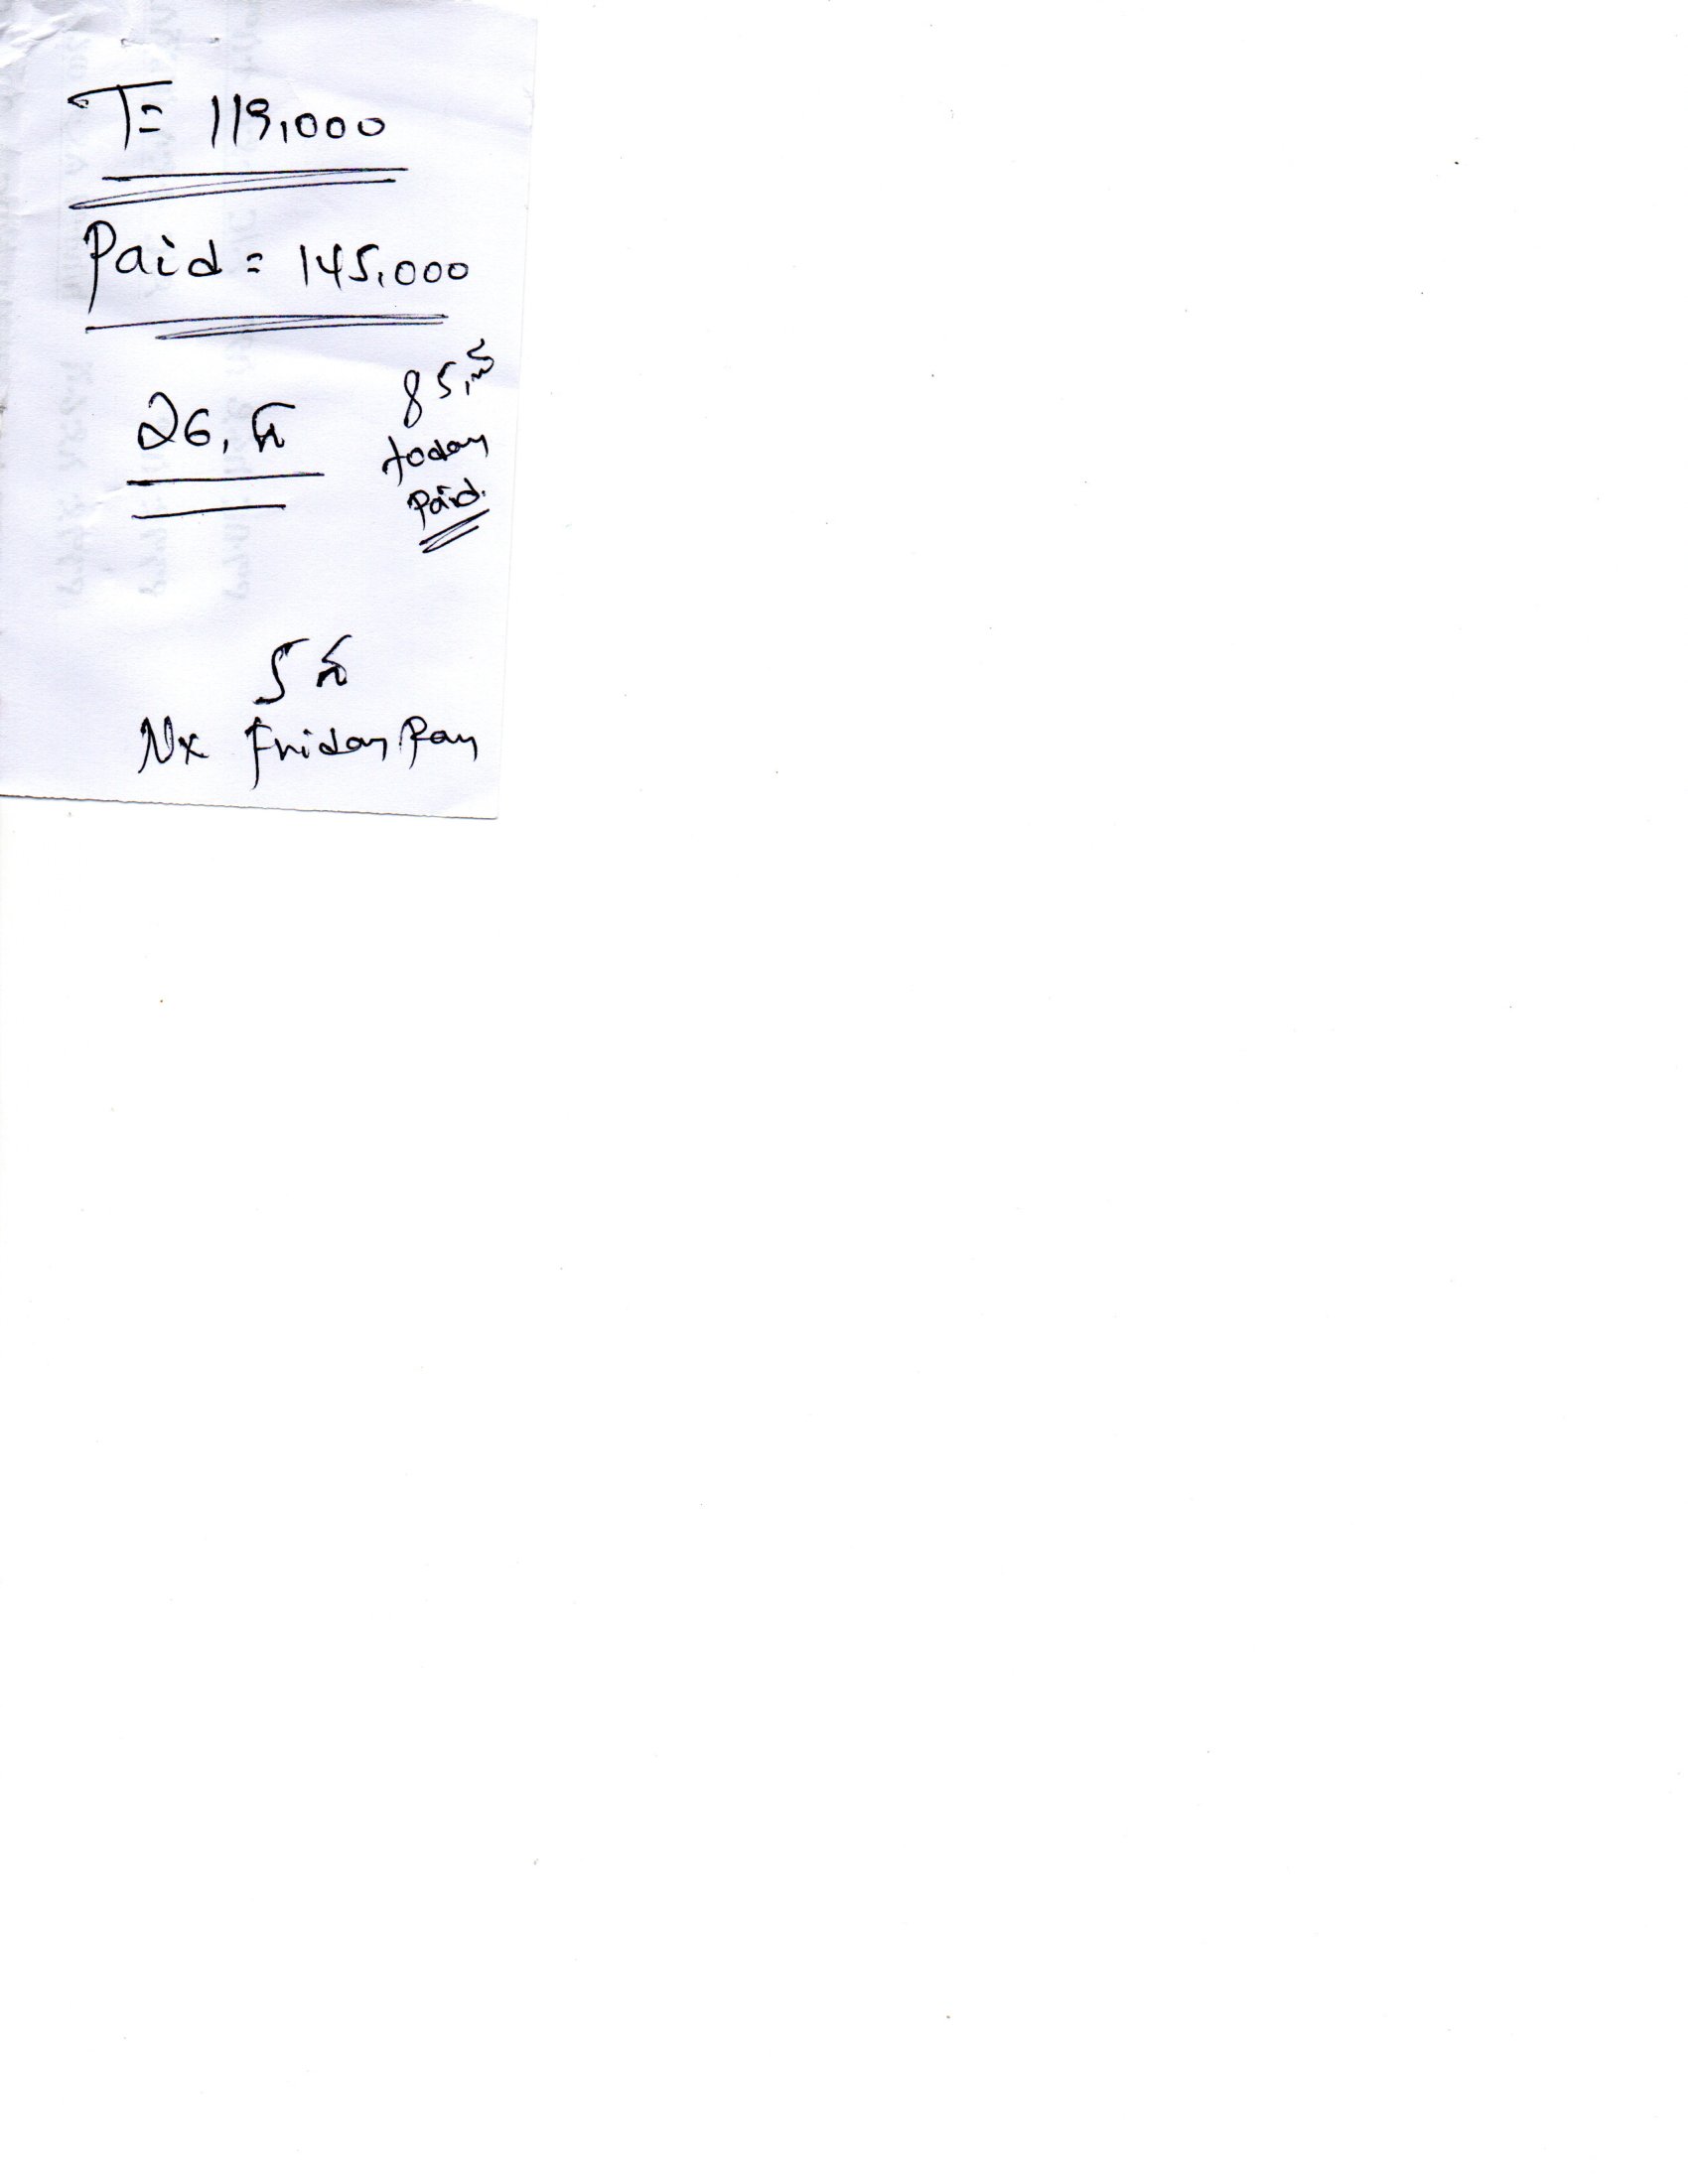 T= 119,000
Paid = 145,000
26,
85,
today
Paid.
5
Nx Friday Pay